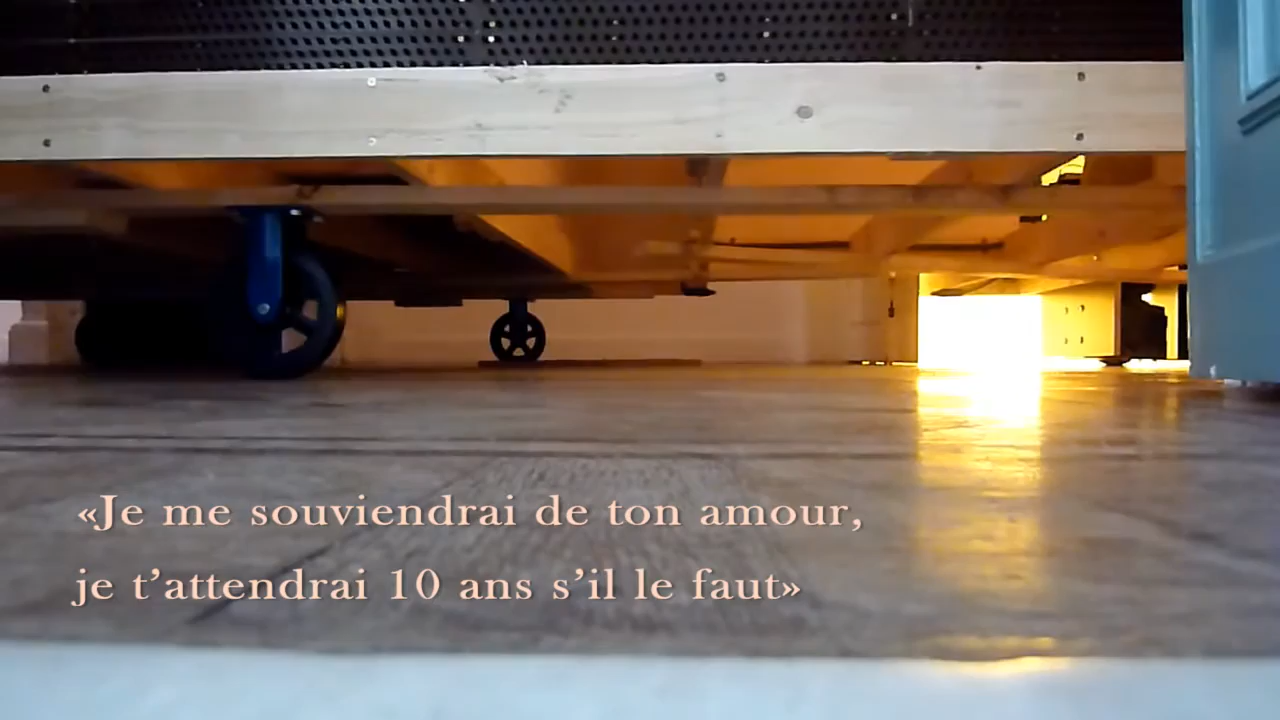 «Je me souviendrai de ton amour,
je t’attendrai 10 ans s’il le faut»